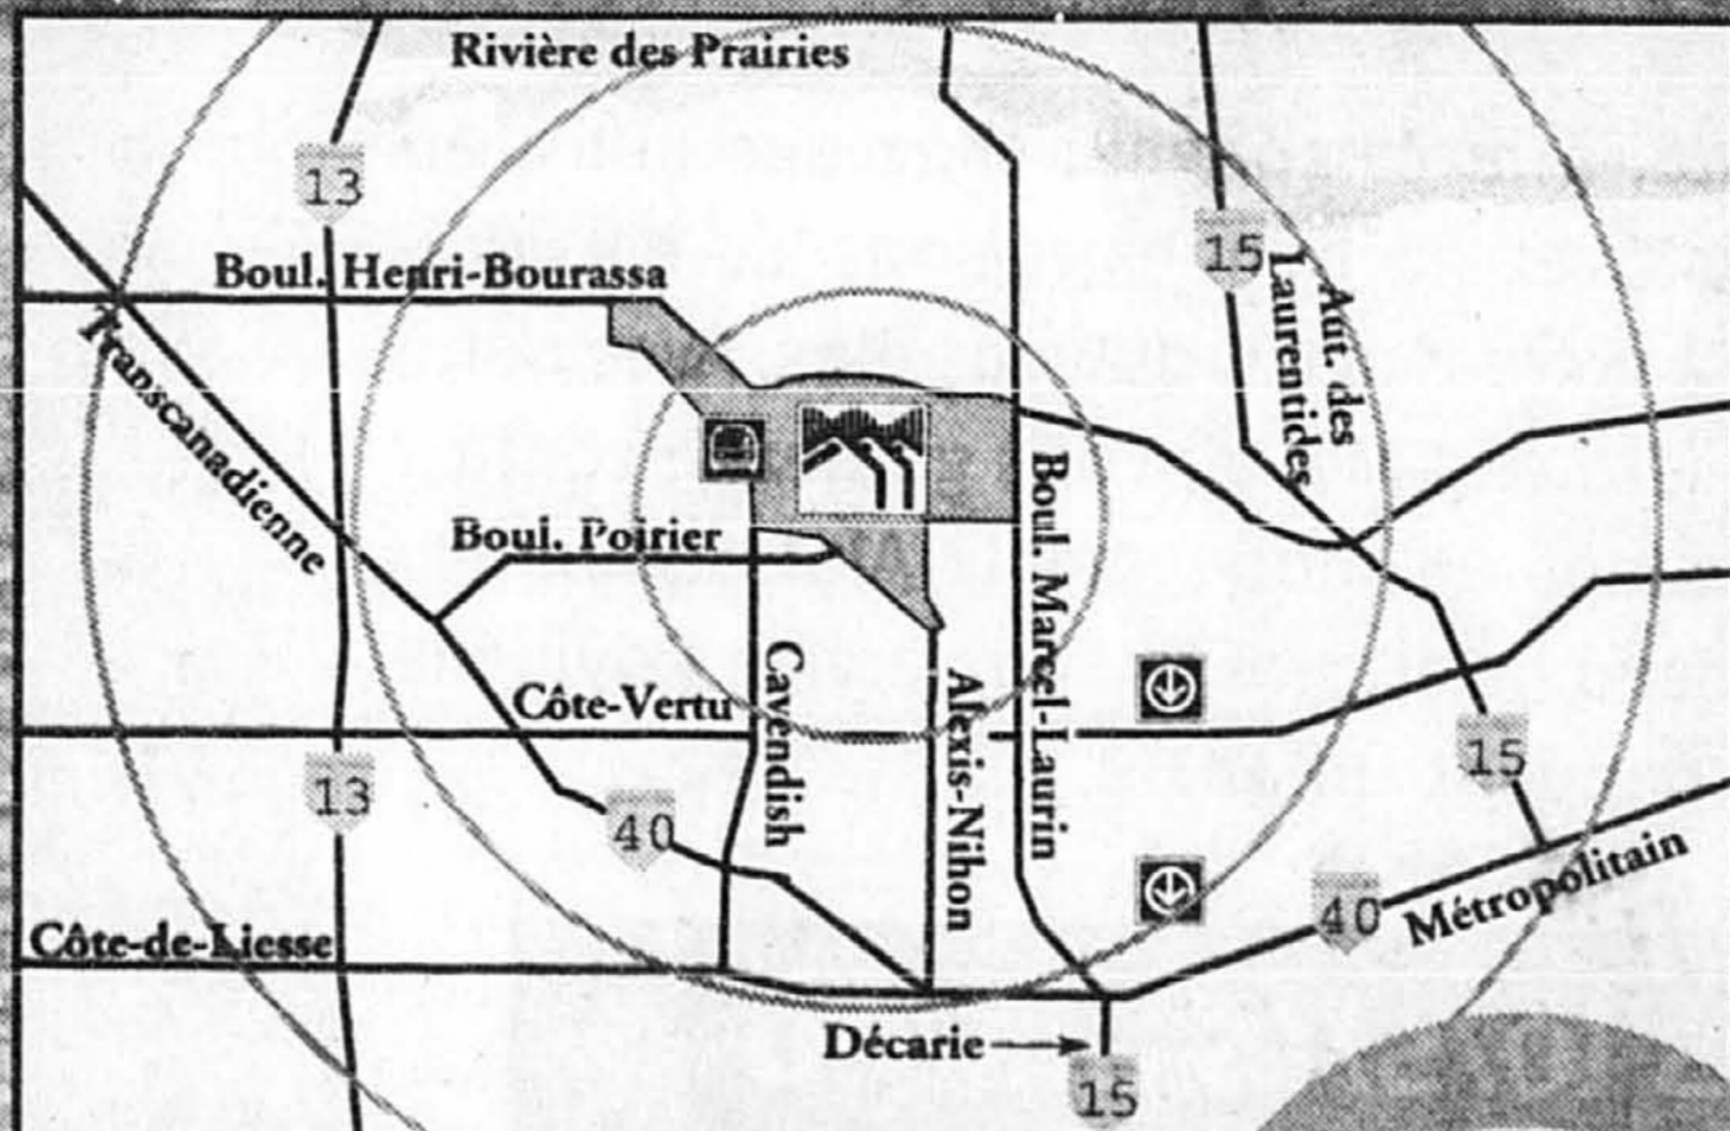 Rivière des Prairies
13
15
Boul. Henri-Bourassa
Aut. des
Laurentides
Transcanadienne
Boul. Poirier
Boul. Marcel-Laurin
Cavendish
Alexis-Nihon
Côte-Vertu
13
15
40
40
Métropolitain
Côte-de-Liesse
Décarie
15